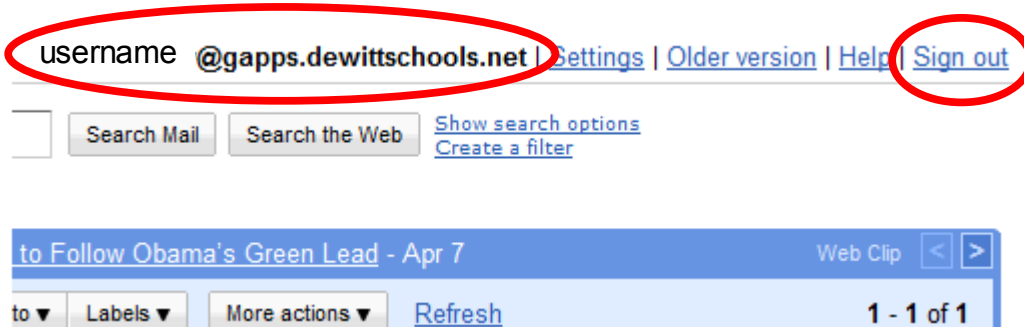 username @gapps.dewittschools.net | Settings | Older version | Help | Sign out
Search Mail Search the Web Show search options
Create a filter
to Follow Obama's Green Lead - Apr 7 Web Clip < >
to ▼ Labels ▼ More actions ▼ Refresh 1 - 1 of 1